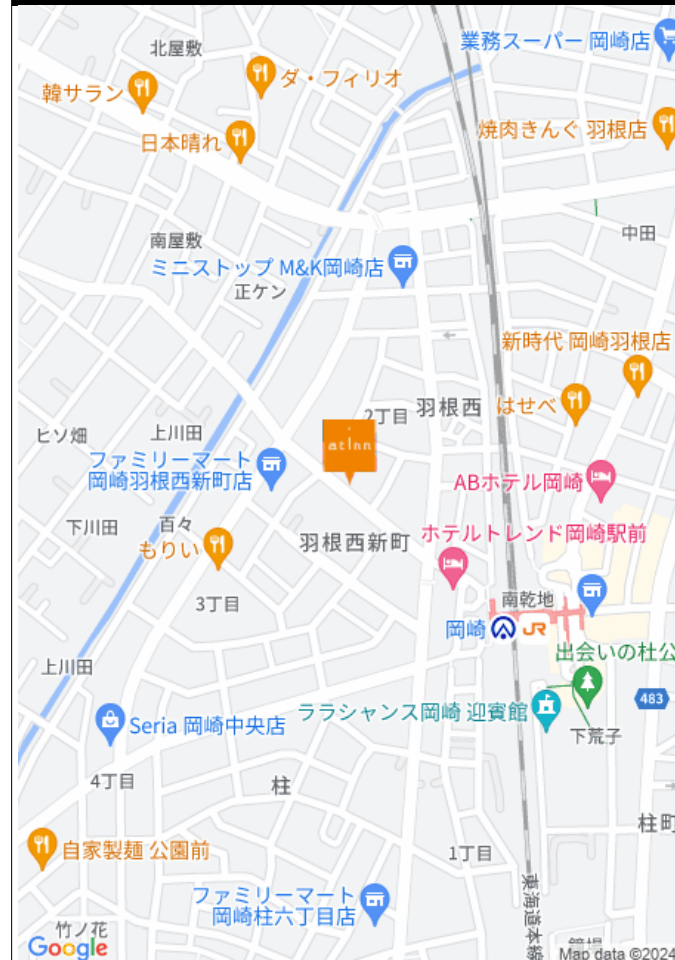 業務スーパー 岡崎店
北屋敷
韓サラン
ダ・フィリオ
日本晴れ
焼肉きんぐ 羽根店
中田
南屋敷
ミニストップ M&K岡崎店
正ケン
新時代 岡崎羽根店
2丁目
羽根西
はせべ
atinn
ヒソ畑
上川田
ファミリーマート
岡崎羽根西新町店
ABホテル岡崎
下川田
百々
もりい
羽根西新町
ホテルトレンド岡崎駅前
3丁目
南乾地
岡崎
JR
出会いの杜公
上川田
483
ララシャンス岡崎 迎賓館
Seria 岡崎中央店
下荒子
4丁目
柱
柱町
自家製麺 公園前
1丁目
ファミリーマート
岡崎柱六丁目店
東海道本線
竹ノ花
Google
Map data ©2024